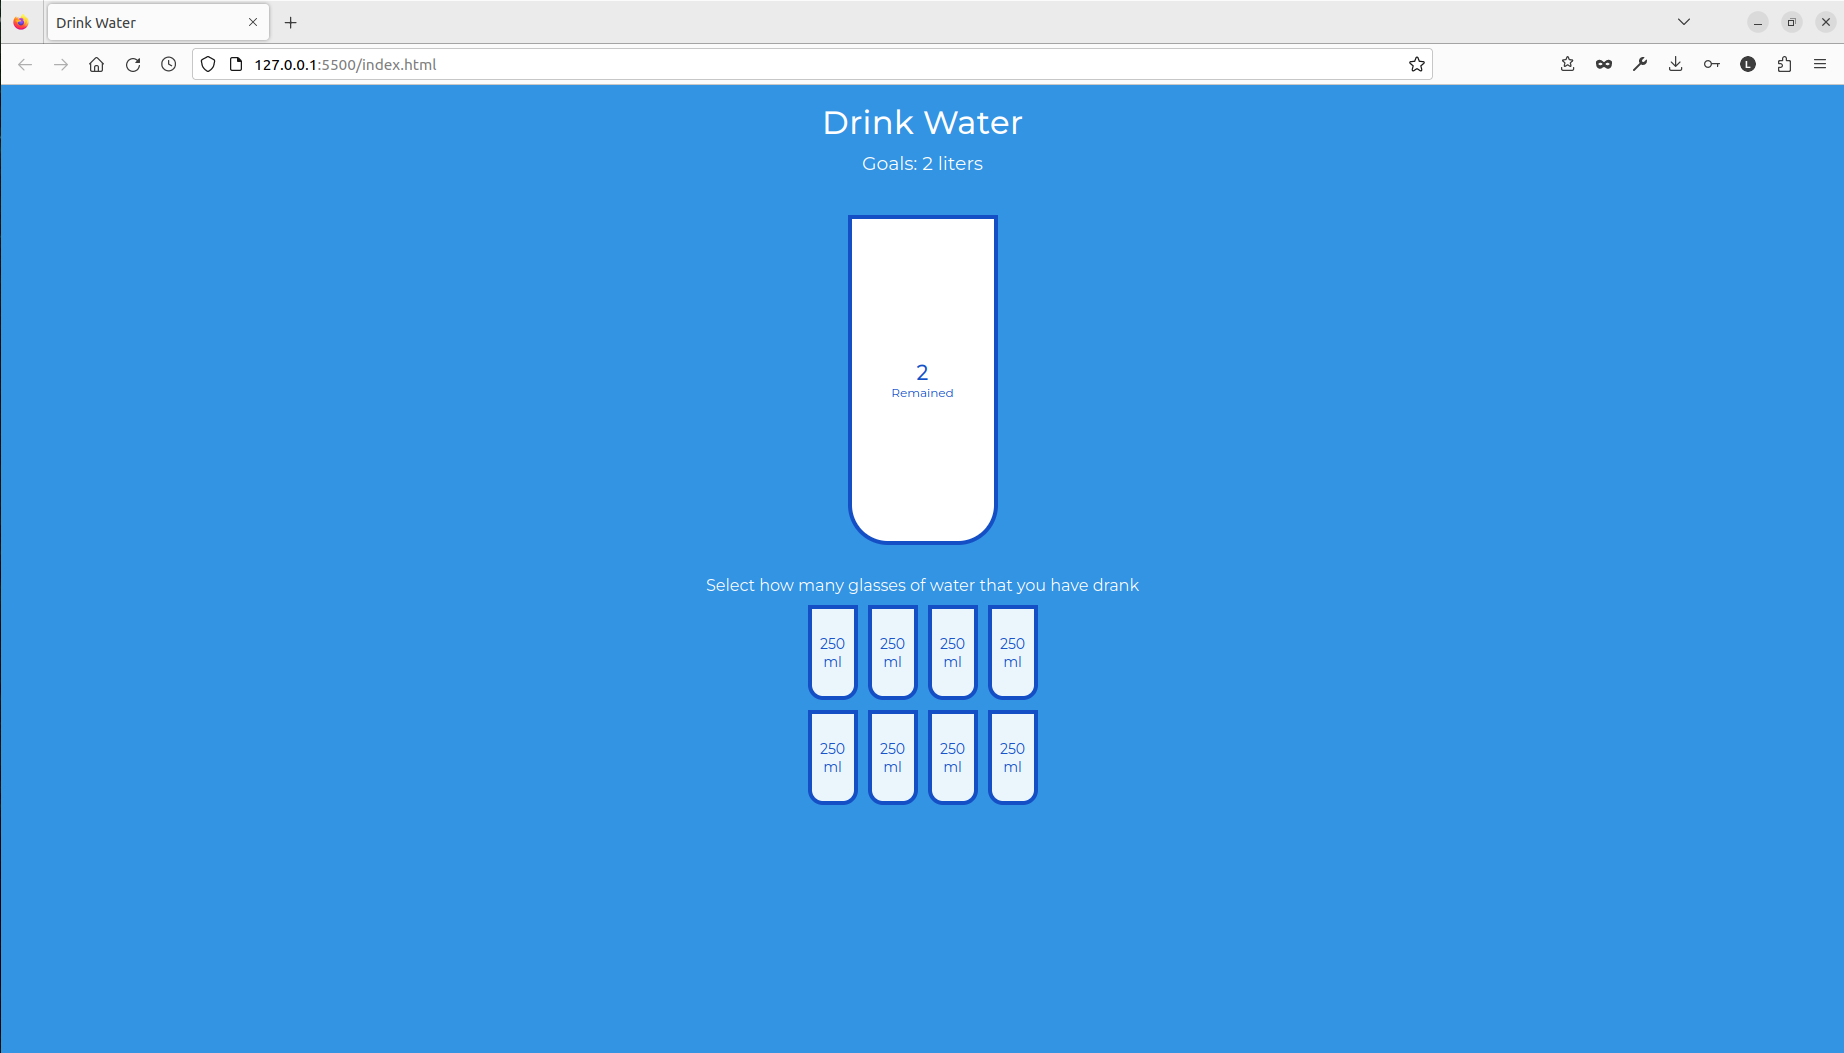 Drink Water
127.0.0.1:5500/index.html
L
Drink Water
Goals: 2 liters
2
Remained
Select how many glasses of water that you have drank
250 250 250 250
ml ml ml ml
250 250 250 250
ml ml ml ml